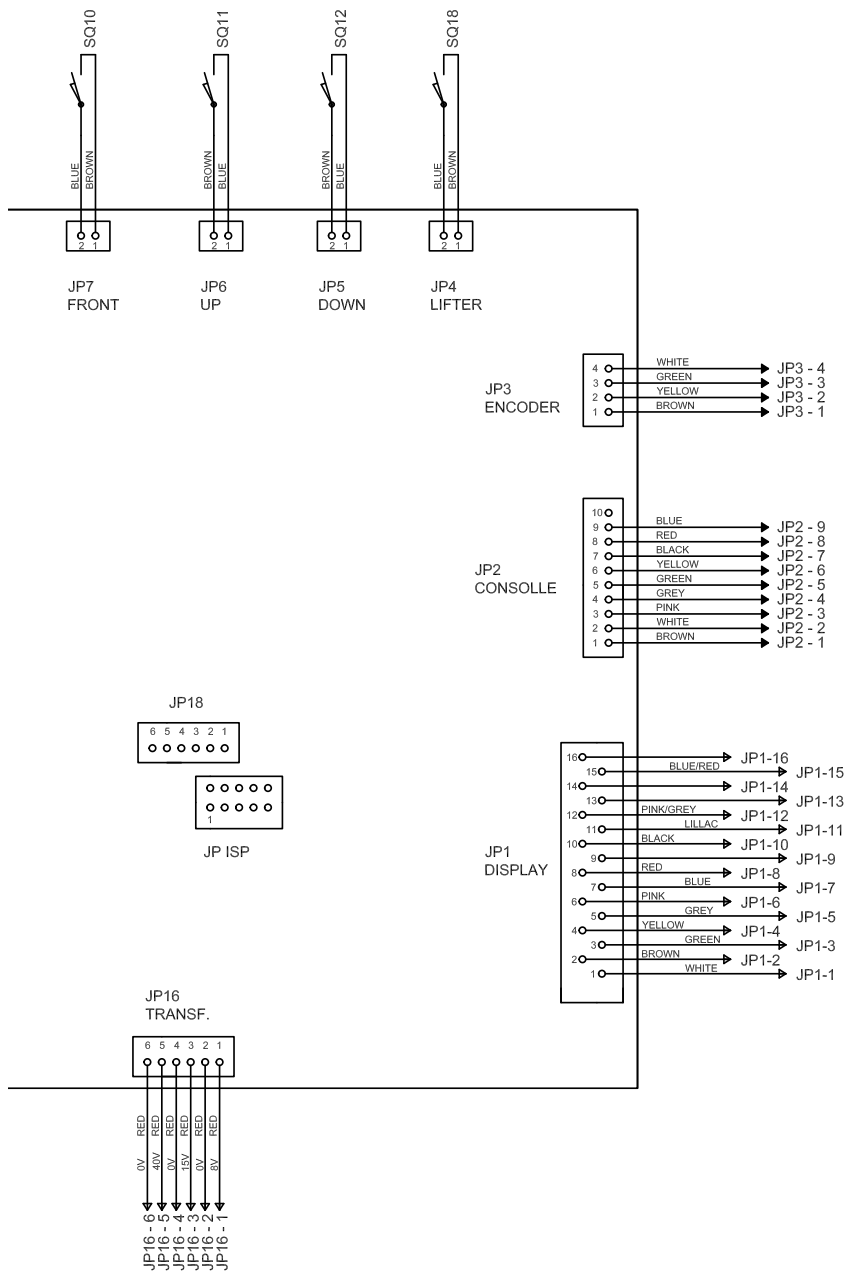 SQ10 SQ11 SQ12 SQ18
BLUE BROWN BROWN BLUE BROWN BLUE BLUE BROWN
2 1 2 1 2 1 2 1
JP7 JP6 JP5 JP4
FRONT UP DOWN LIFTER
JP3
ENCODER
4 WHITE JP3 - 4
3 GREEN JP3 - 3
2 YELLOW JP3 - 2
1 BROWN JP3 - 1
JP2
CONSOLLE
10
9 BLUE JP2 - 9
8 RED JP2 - 8
7 BLACK JP2 - 7
6 YELLOW JP2 - 6
5 GREEN JP2 - 5
4 GREY JP2 - 4
3 PINK JP2 - 3
2 WHITE JP2 - 2
1 BROWN JP2 - 1
JP18
6 5 4 3 2 1
1
JP ISP
JP1
DISPLAY
16 JP1-16
15 BLUE/RED JP1-15
14 JP1-14
13 JP1-13
12 PINK/GREY JP1-12
11 LILLAC JP1-11
10 BLACK JP1-10
9 JP1-9
8 RED JP1-8
7 BLUE JP1-7
6 PINK JP1-6
5 GREY JP1-5
4 YELLOW JP1-4
3 GREEN JP1-3
2 BROWN JP1-2
1 WHITE JP1-1
JP16
TRANSF.
6 5 4 3 2 1
RED RED RED RED RED RED
0V 40V 0V 15V 0V 8V
JP16 - 6 JP16 - 5 JP16 - 4 JP16 - 3 JP16 - 2 JP16 - 1